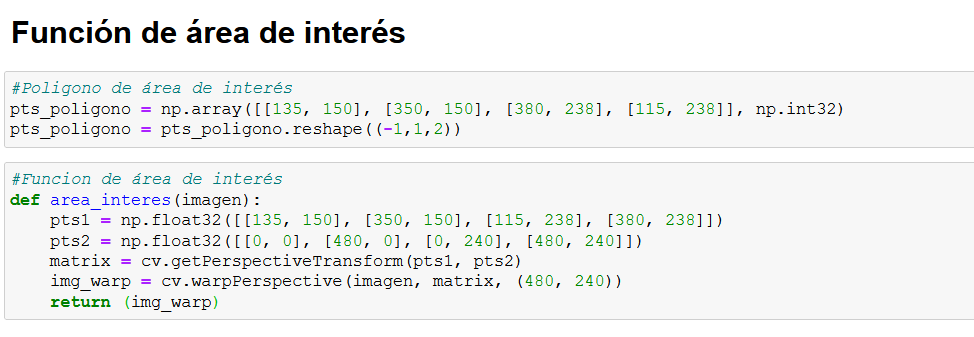 Función de área de interés
#Poligono de área de interés
pts_poligono = np.array([[135, 150], [350, 150], [380, 238], [115, 238]], np.int32)
pts_poligono = pts_poligono.reshape((-1,1,2))
#Funcion de área de interés
def area_interes(imagen):
    pts1 = np.float32([[135, 150], [350, 150], [115, 238], [380, 238]])
    pts2 = np.float32([[0, 0], [480, 0], [0, 240], [480, 240]])
    matrix = cv.getPerspectiveTransform(pts1, pts2)
    img_warp = cv.warpPerspective(imagen, matrix, (480, 240))
    return (img_warp)